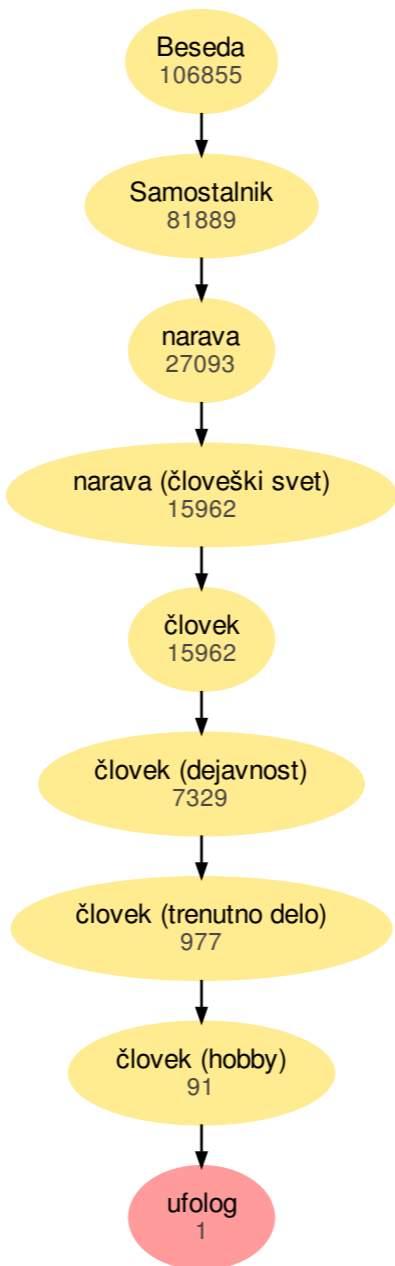 Beseda
106855
Samostalnik
81889
narava
27093
narava (človeški svet)
15962
človek
15962
človek (dejavnost)
7329
človek (trenutno delo)
977
človek (hobby)
91
ufolog
1